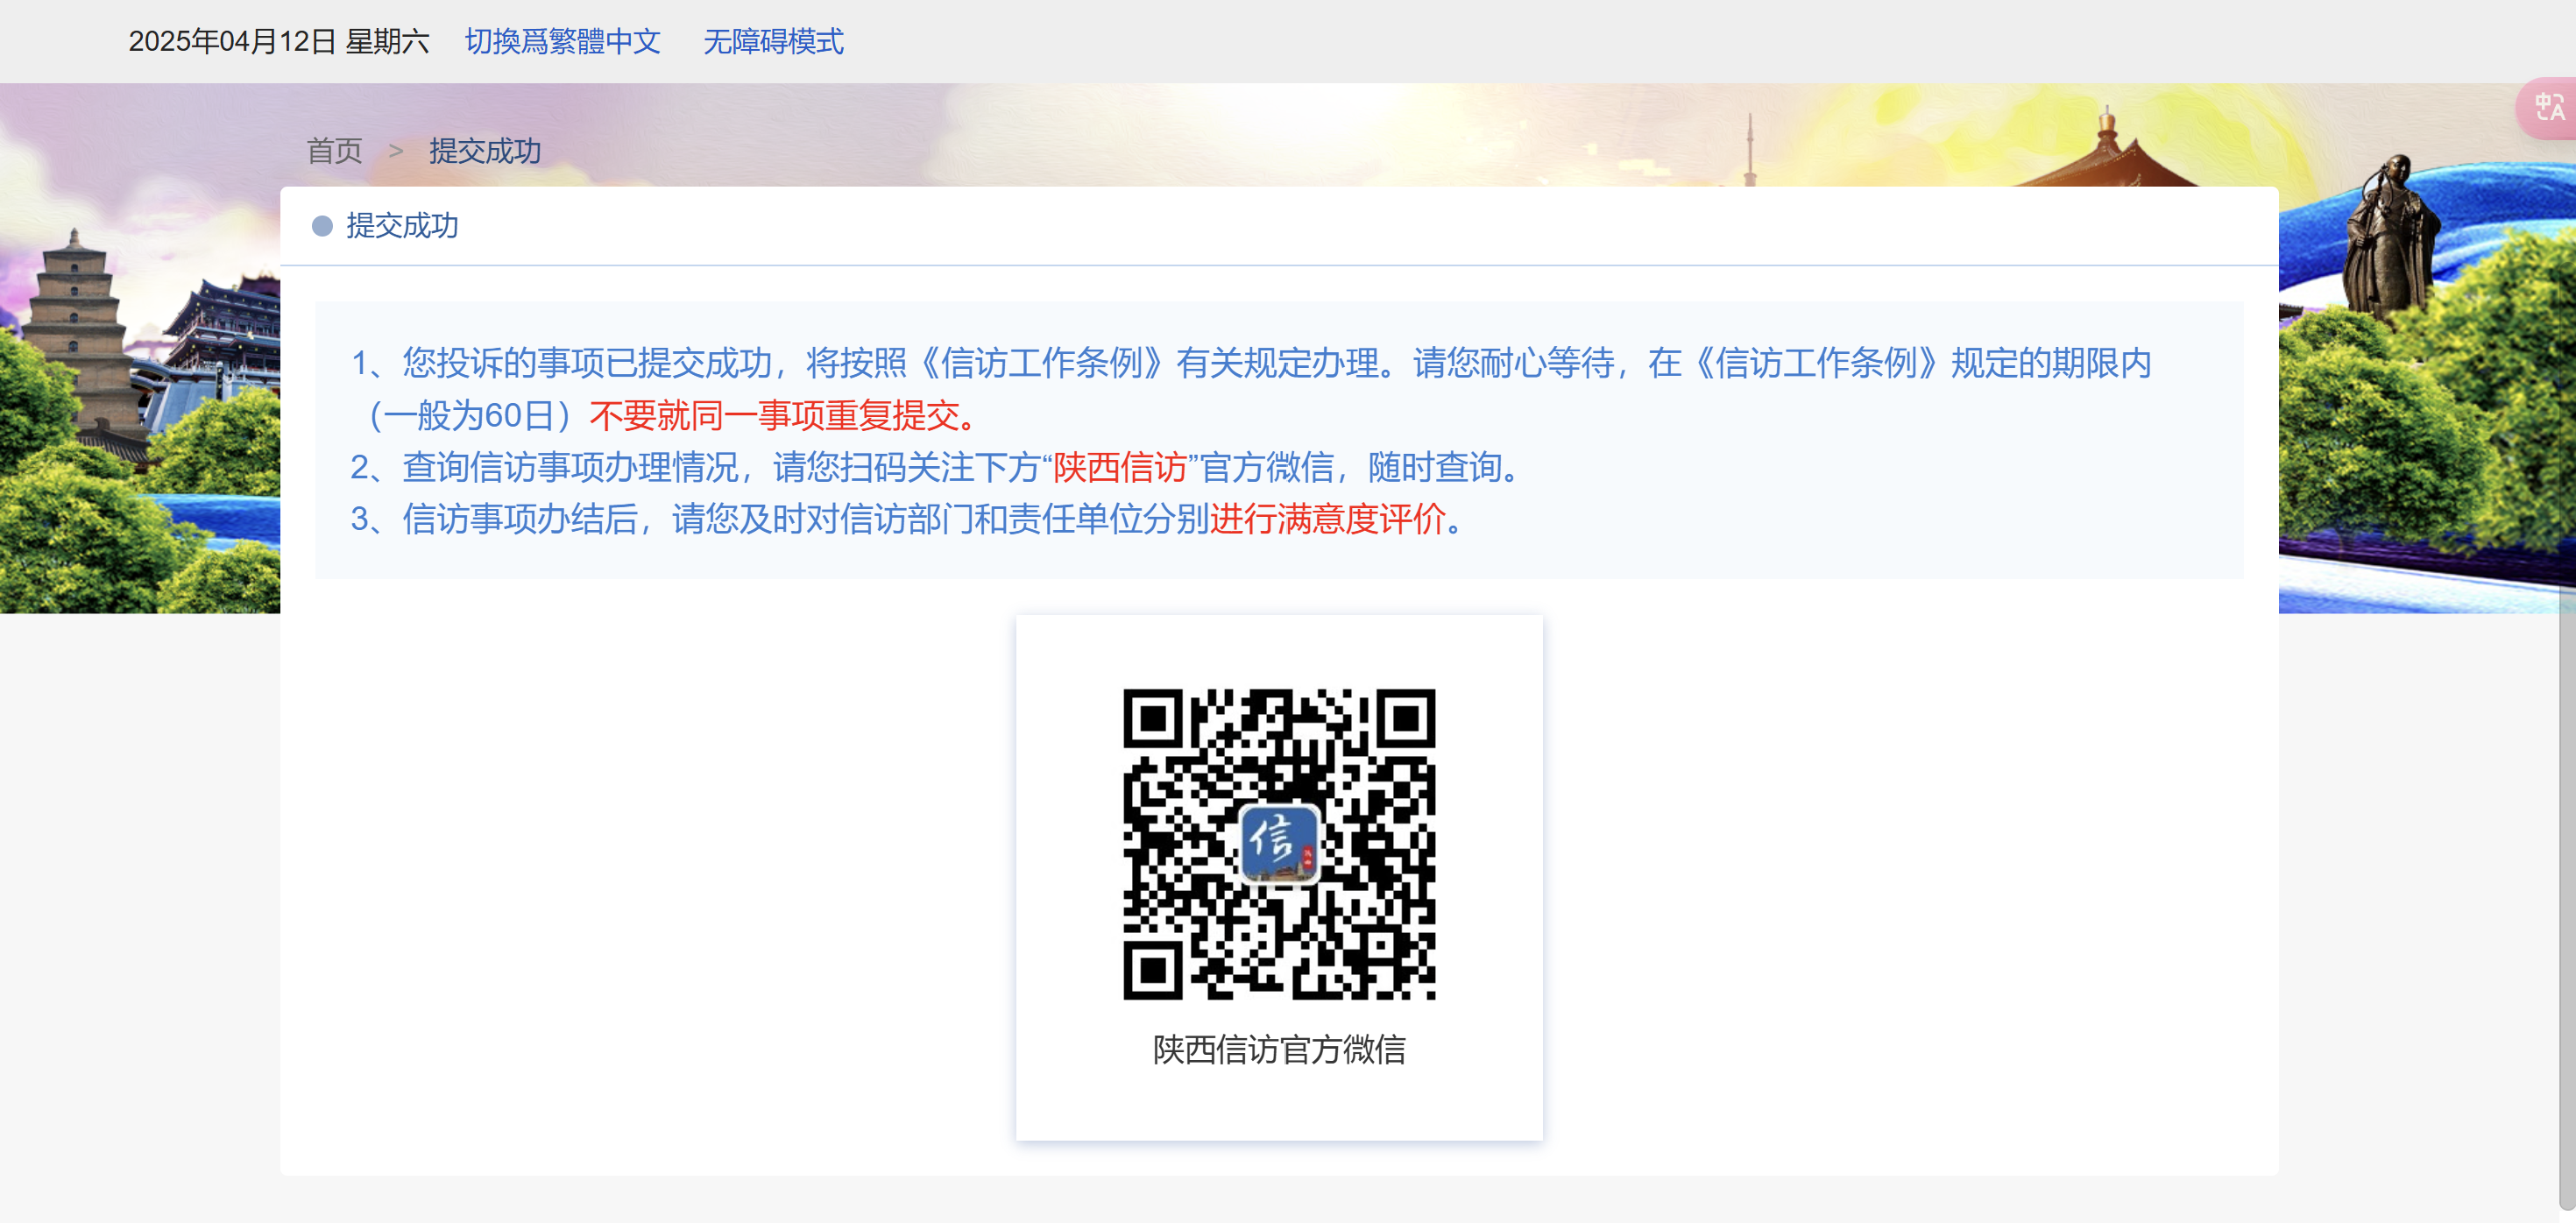 2025年04月12日 星期六 切換爲繁體中文 无障碍模式
首页 > 提交成功
提交成功
1、您投诉的事项已提交成功，将按照《信访工作条例》有关规定办理。请您耐心等待，在《信访工作条例》规定的期限内
（一般为60日）不要就同一事项重复提交。
2、查询信访事项办理情况，请您扫码关注下方“陕西信访”官方微信，随时查询。
3、信访事项办结后，请您及时对信访部门和责任单位分别进行满意度评价。
信
陕西信访官方微信